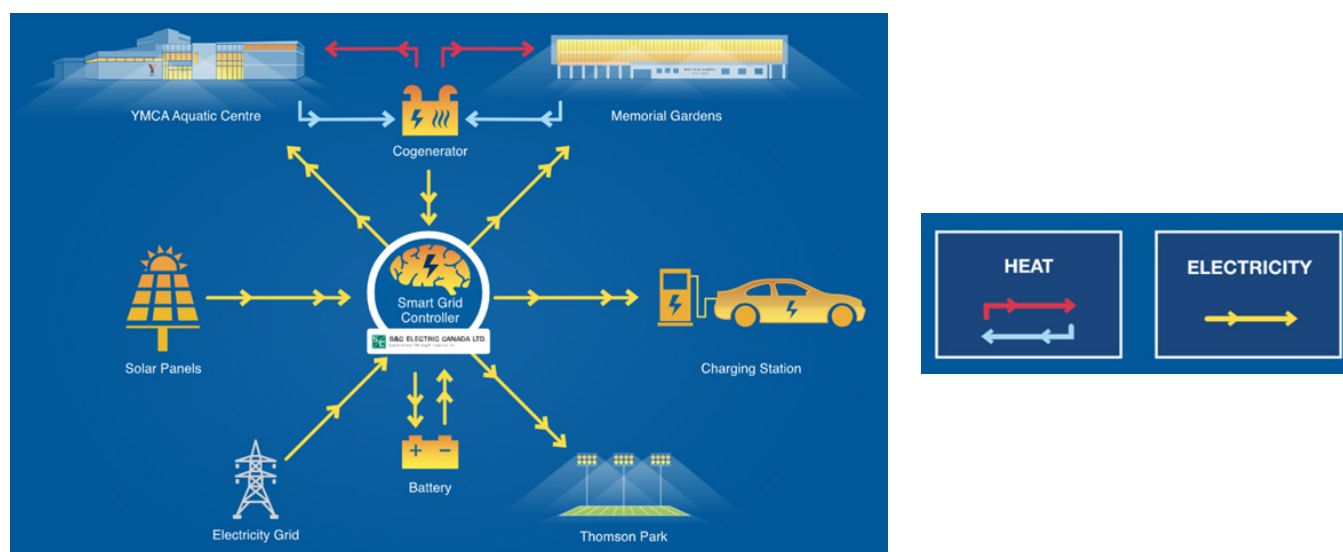 YMCA Aquatic Centre
Memorial Gardens
Cogenerator
HEAT
ELECTRICITY
Smart Grid
Controller
S&C ELECTRIC CANADA LTD.
Solar Panels
Charging Station
+ −
Battery
Electricity Grid
Thomson Park